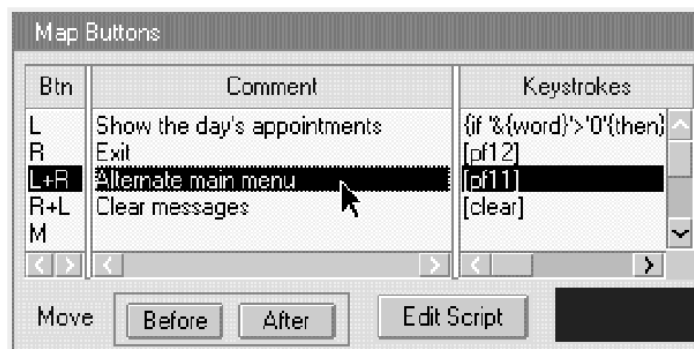 Map Buttons
Btn Comment Keystrokes
L Show the day's appointments {if '&{word}'>'0'{then}
R Exit [pf12]
L+R Alternate main menu [pf11]
R+L Clear messages [clear]
M
Move Before After Edit Script